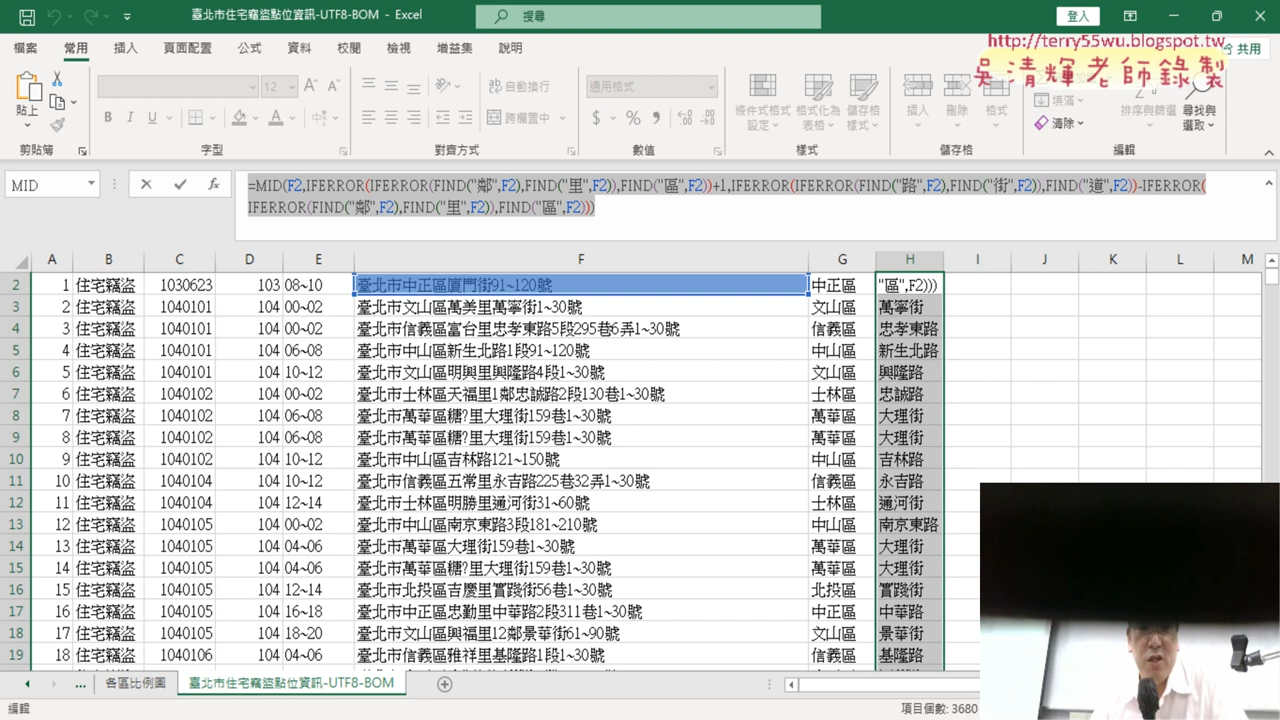 臺北市住宅竊盜點位資訊-UTF8-BOM - Excel
搜尋
登入
http://terry55wu.blogspot.tw
吳清輝老師錄製
檔案 常用 插入 頁面配置 公式 資料 校閱 檢視 增益集 說明
共用
貼上
12
自動換行
跨欄置中
通用格式
條件式格式設定
格式化為表格
儲存格樣式
插入 刪除 格式
填滿
清除
排序與篩選
尋找與選取
剪貼簿 字型 對齊方式 數值 樣式 儲存格 編輯
MID
=MID(F2,IFERROR(IFERROR(FIND("鄰",F2),FIND("里",F2)),FIND("區",F2))+1,IFERROR(IFERROR(FIND("路",F2),FIND("街",F2)),FIND("道",F2))-IFERROR(
IFERROR(FIND("鄰",F2),FIND("里",F2)),FIND("區",F2)))
A B C D E F G H I J K L M
2 1 住宅竊盜 1030623 103 08~10 臺北市中正區廈門街91~120號 中正區 "區",F2)))
3 2 住宅竊盜 1040101 104 00~02 臺北市文山區萬美里萬寧街1~30號 文山區 萬寧街
4 3 住宅竊盜 1040101 104 00~02 臺北市信義區富台里忠孝東路5段295巷6弄1~30號 信義區 忠孝東路
5 4 住宅竊盜 1040101 104 06~08 臺北市中山區新生北路1段91~120號 中山區 新生北路
6 5 住宅竊盜 1040101 104 10~12 臺北市文山區明興里興隆路4段1~30號 文山區 興隆路
7 6 住宅竊盜 1040102 104 00~02 臺北市士林區天福里1鄰忠誠路2段130巷1~30號 士林區 忠誠路
8 7 住宅竊盜 1040102 104 06~08 臺北市萬華區糖?里大理街159巷1~30號 萬華區 大理街
9 8 住宅竊盜 1040102 104 06~08 臺北市萬華區糖?里大理街159巷1~30號 萬華區 大理街
10 9 住宅竊盜 1040102 104 10~12 臺北市中山區吉林路121~150號 中山區 吉林路
11 10 住宅竊盜 1040104 104 10~12 臺北市信義區五常里永吉路225巷32弄1~30號 信義區 永吉路
12 11 住宅竊盜 1040104 104 12~14 臺北市士林區明勝里通河街31~60號 士林區 通河街
13 12 住宅竊盜 1040105 104 00~02 臺北市中山區南京東路3段181~210號 中山區 南京東路
14 13 住宅竊盜 1040105 104 04~06 臺北市萬華區大理街159巷1~30號 萬華區 大理街
15 14 住宅竊盜 1040105 104 04~06 臺北市萬華區糖?里大理街159巷1~30號 萬華區 大理街
16 15 住宅竊盜 1040105 104 12~14 臺北市北投區吉慶里實踐街56巷1~30號 北投區 實踐街
17 16 住宅竊盜 1040105 104 16~18 臺北市中正區忠勤里中華路2段311巷1~30號 中正區 中華路
18 17 住宅竊盜 1040105 104 18~20 臺北市文山區興福里12鄰景華街61~90號 文山區 景華街
19 18 住宅竊盜 1040106 104 04~06 臺北市信義區雅祥里基隆路1段1~30號 信義區 基隆路
... 各區比例圖 臺北市住宅竊盜點位資訊-UTF8-BOM
編輯
項目個數: 3680